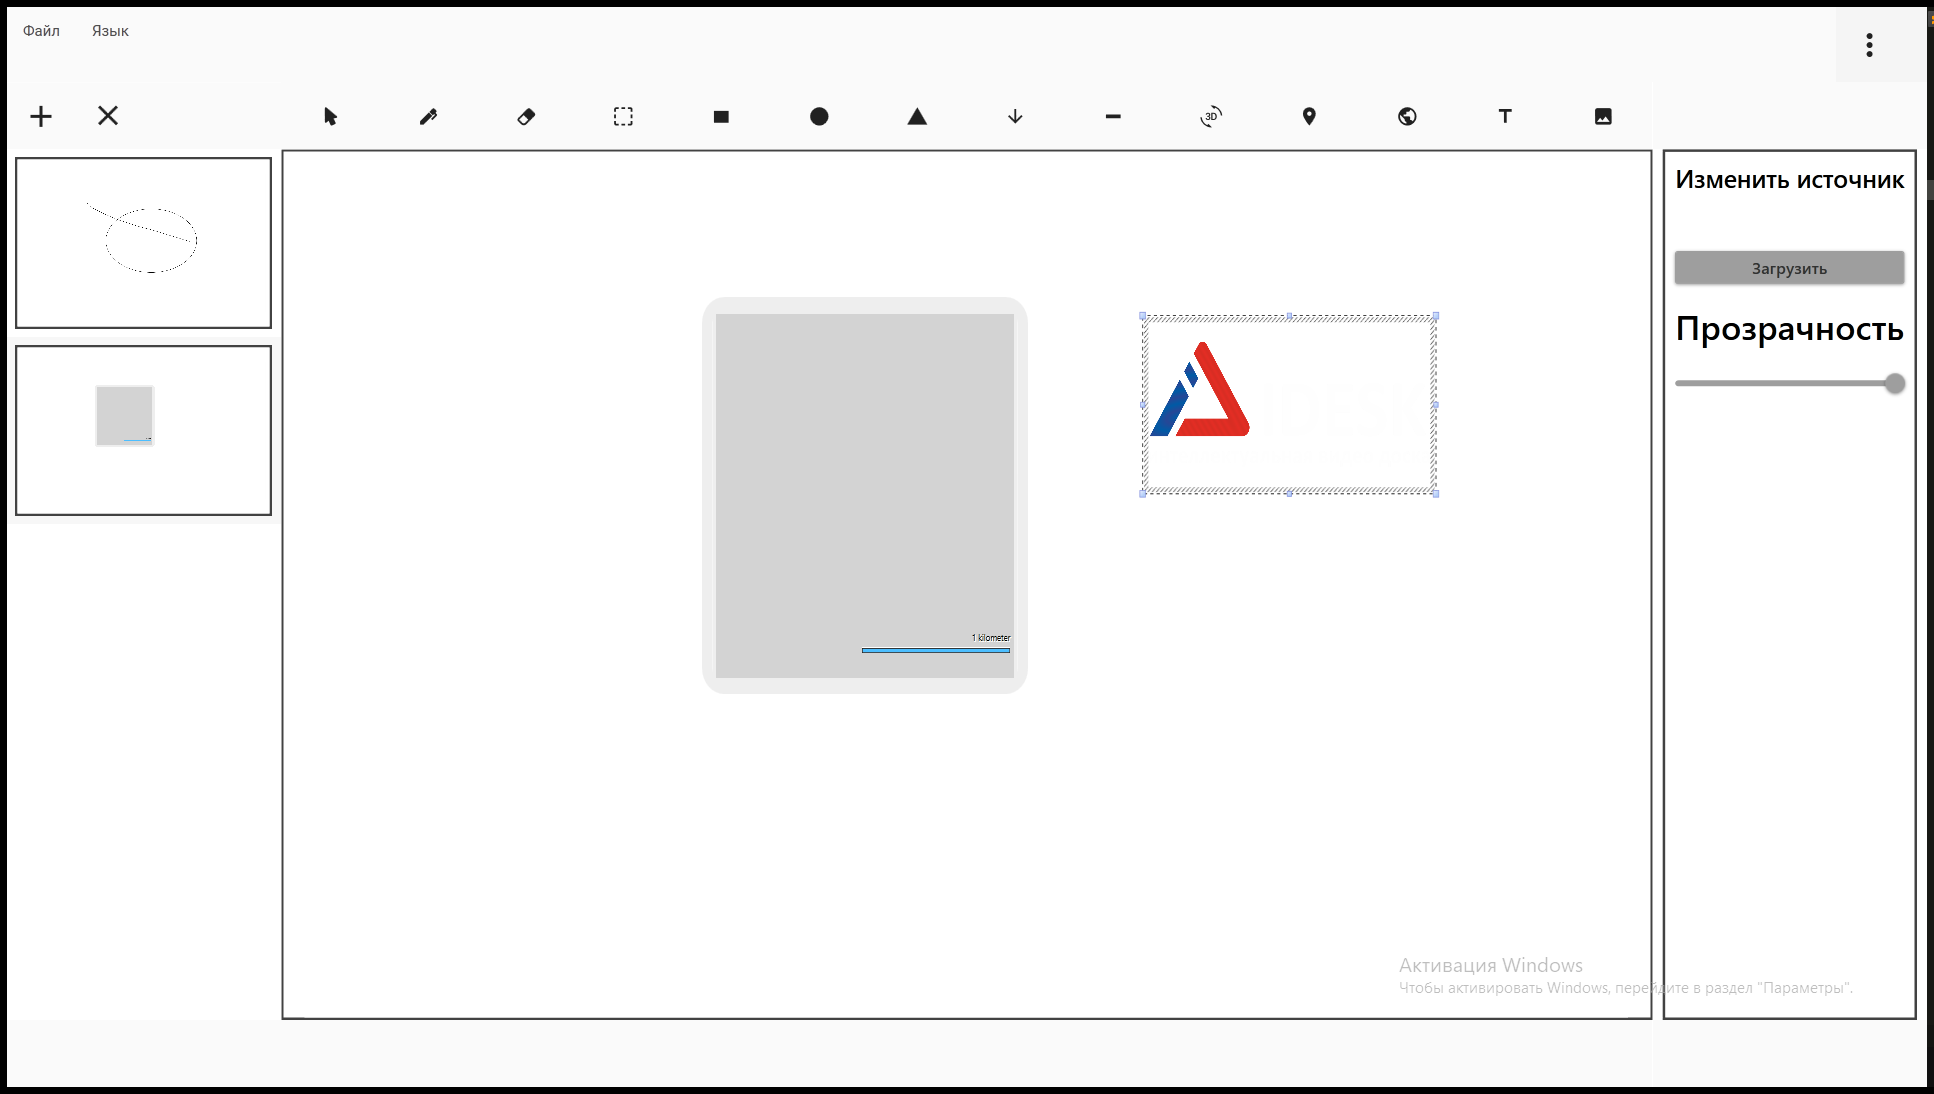 Файл Язык
3D
T
Изменить источник
Загрузить
Прозрачность
1 kilometer
Активация Windows
Чтобы активировать Windows, перейдите в раздел "Параметры".